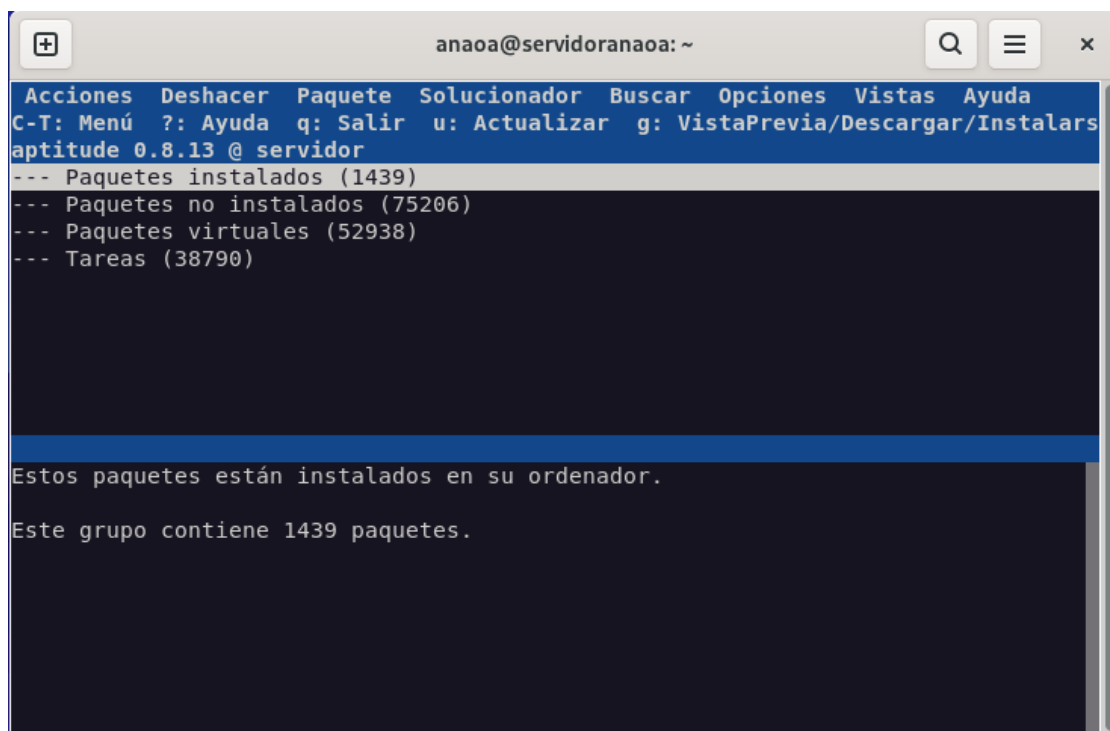 anaoa@servidoranaoa: ~
Acciones Deshacer Paquete Solucionador Buscar Opciones Vistas Ayuda
C-T: Menú ?: Ayuda q: Salir u: Actualizar g: VistaPrevia/Descargar/Instalars
aptitude 0.8.13 @ servidor
--- Paquetes instalados (1439)
--- Paquetes no instalados (75206)
--- Paquetes virtuales (52938)
--- Tareas (38790)
Estos paquetes están instalados en su ordenador.
Este grupo contiene 1439 paquetes.